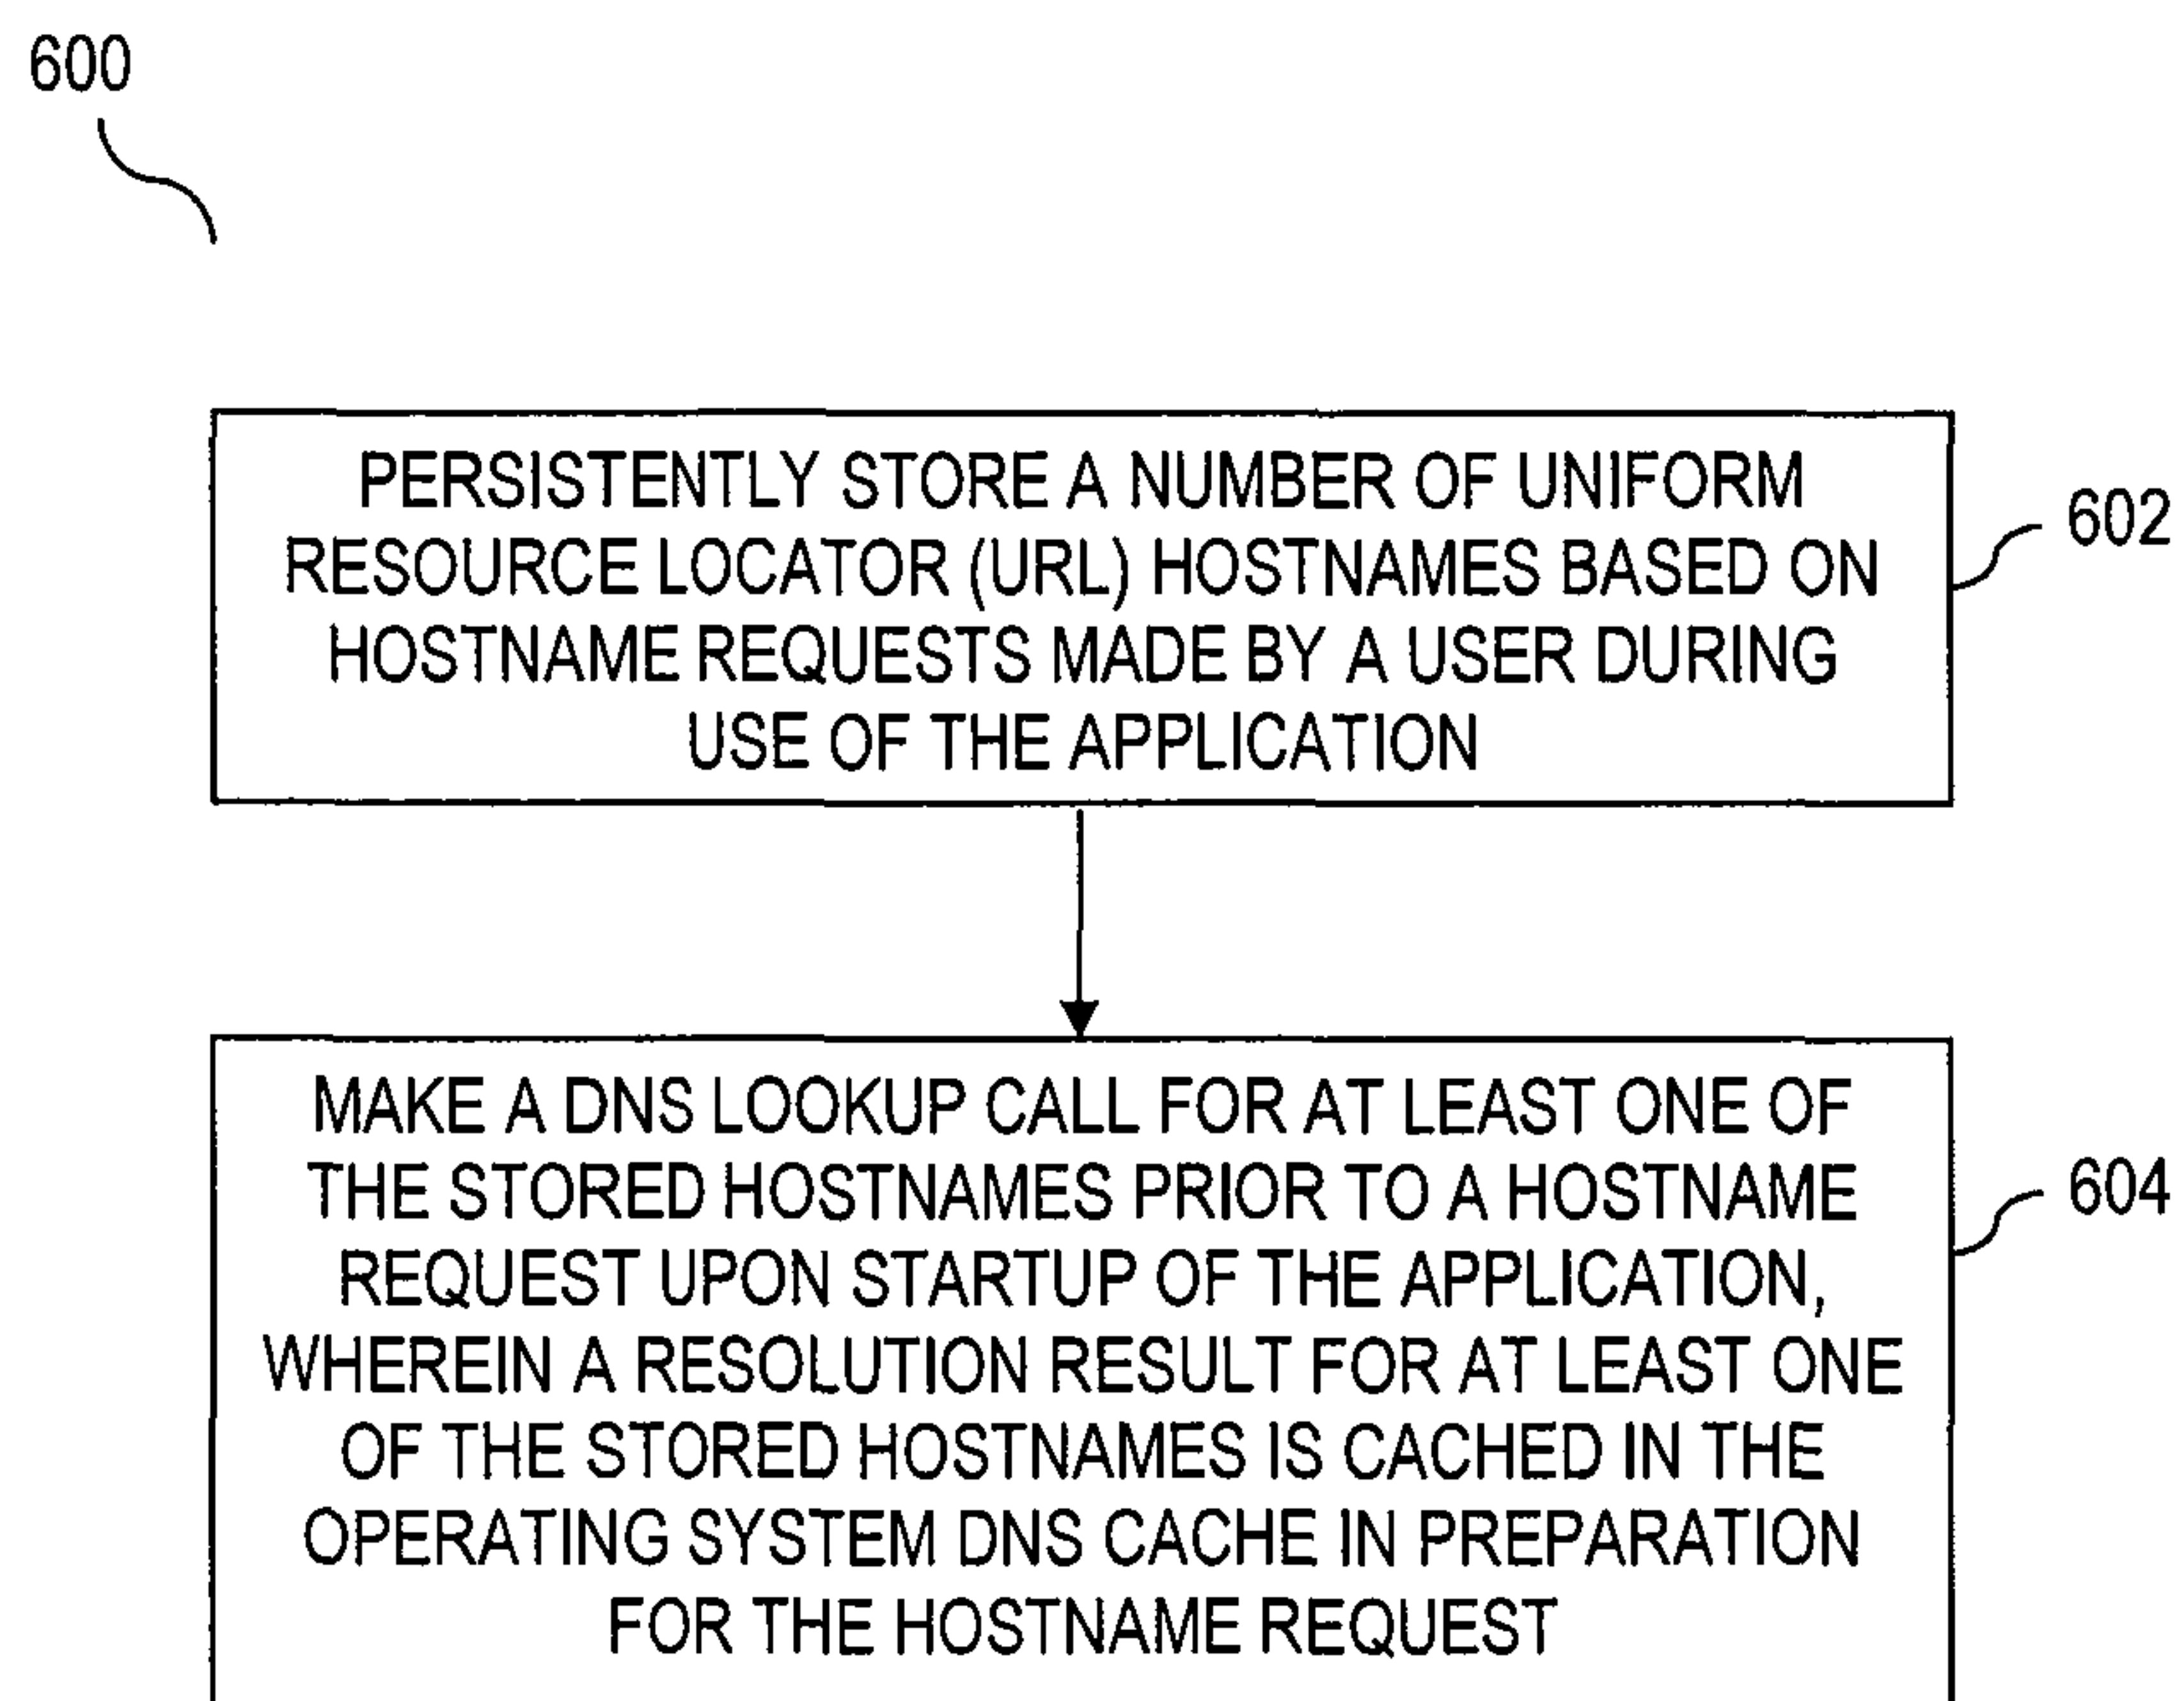 600
PERSISTENTLY STORE A NUMBER OF UNIFORM
RESOURCE LOCATOR (URL) HOSTNAMES BASED ON
HOSTNAME REQUESTS MADE BY A USER DURING
USE OF THE APPLICATION
602
MAKE A DNS LOOKUP CALL FOR AT LEAST ONE OF
THE STORED HOSTNAMES PRIOR TO A HOSTNAME
REQUEST UPON STARTUP OF THE APPLICATION,
WHEREIN A RESOLUTION RESULT FOR AT LEAST ONE
OF THE STORED HOSTNAMES IS CACHED IN THE
OPERATING SYSTEM DNS CACHE IN PREPARATION
FOR THE HOSTNAME REQUEST
604